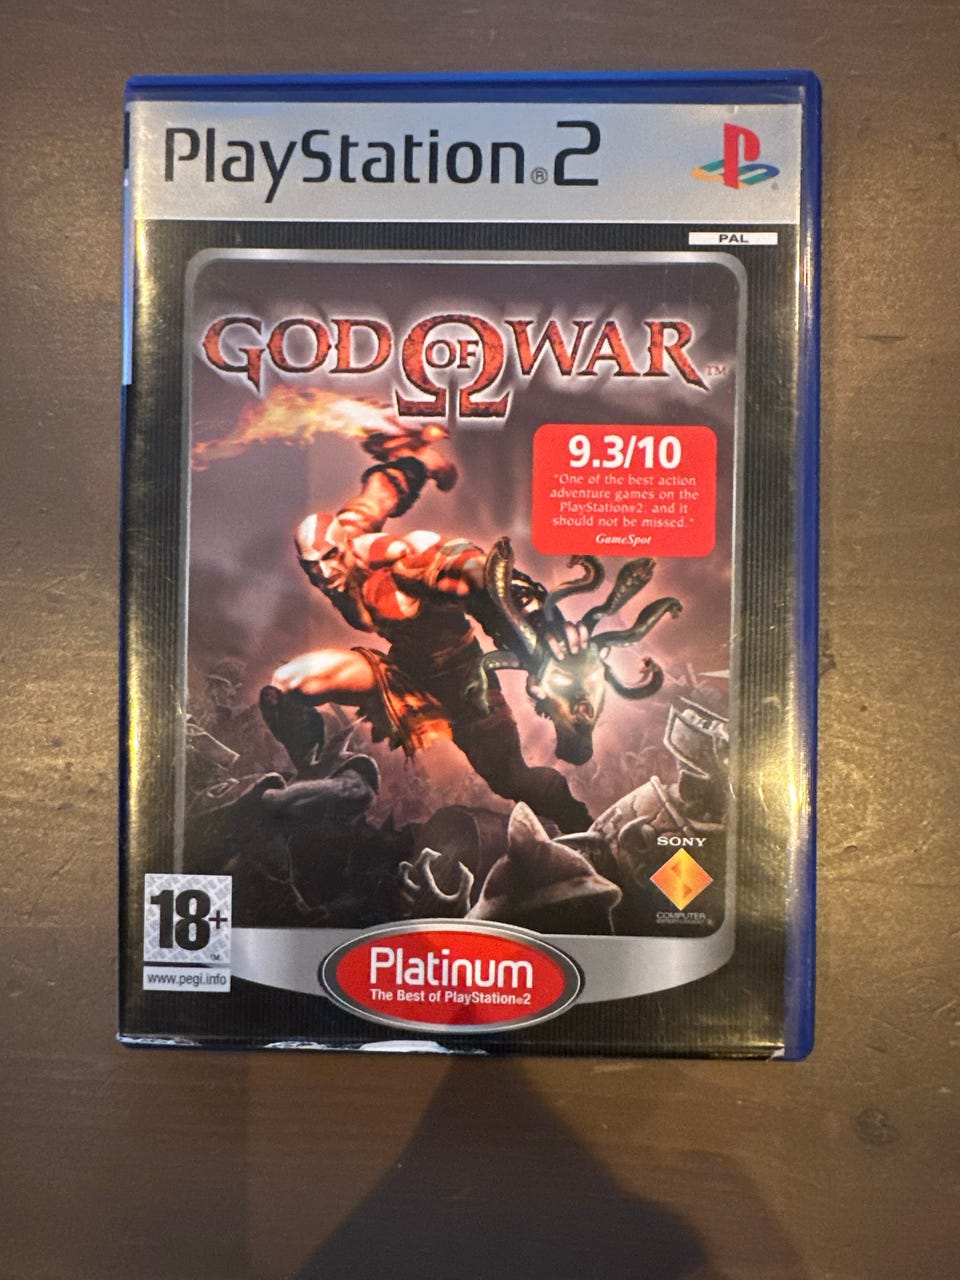 PlayStation®2
PAL
GOD OF WAR™
9.3/10
"One of the best action
adventure games on the
PlayStation®2, and it
should not be missed."
GameSpot
SONY
COMPUTER
ENTERTAINMENT®
18+
TM
www.pegi.info
Platinum
The Best of PlayStation®2